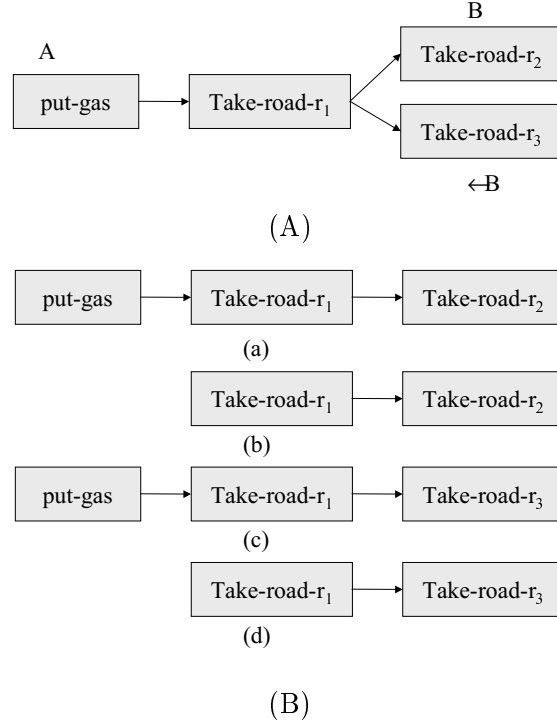 A
B
put-gas
Take-road-r1
Take-road-r2
Take-road-r3
←B
(A)
put-gas
Take-road-r1
Take-road-r2
(a)
Take-road-r1
Take-road-r2
(b)
put-gas
Take-road-r1
Take-road-r3
(c)
Take-road-r1
Take-road-r3
(d)
(B)